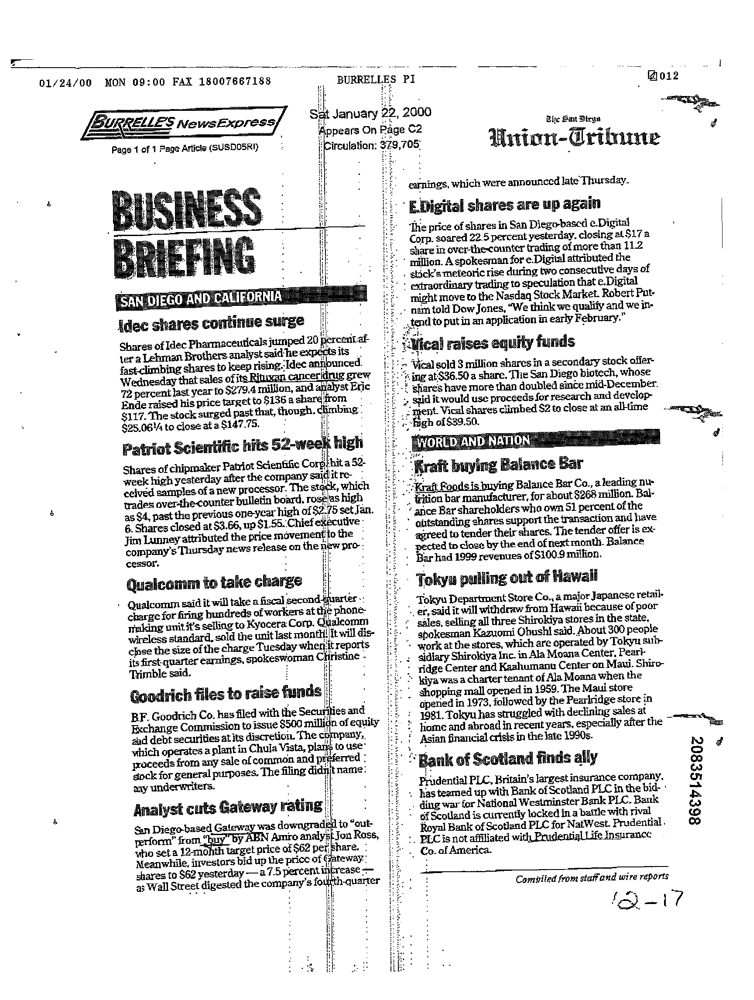 01/24/00 MON 09:00 FAX 18007667188
BURRELLES PI
012
BURRELLE'S NewsExpress
Page 1 of 1 Page Article (SUSD05RI)
Sat January 22, 2000
Appears On Page C2
Circulation: 379,705
The San Diego
Union-Tribune
BUSINESS
BRIEFING
SAN DIEGO AND CALIFORNIA
Idec shares continue surge
Shares of Idec Pharmaceuticals jumped 20 percent af-
ter a Lehman Brothers analyst said he expects its
fast-climbing shares to keep rising. Idec announced
Wednesday that sales of its Rituxan cancer drug grew
72 percent last year to $279.4 million, and analyst Eric
Ende raised his price target to $136 a share from
$117. The stock surged past that, though, climbing
$25.06¼ to close at $147.75.
Patriot Scientific hits 52-week high
Shares of chipmaker Patriot Scientific Corp. hit a 52-
week high yesterday after the company said it re-
ceived samples of a new processor. The stock, which
trades over-the-counter bulletin board, rose as high
as $4, past the previous one-year high of $2.75 set Jan.
6. Shares closed at $3.66, up $1.55. Chief executive
Jim Lunney attributed the price movement to the
company's Thursday news release on the new pro-
cessor.
Qualcomm to take charge
Qualcomm said it will take a fiscal second-quarter
charge for firing hundreds of workers at the phone-
making unit it's selling to Kyocera Corp. Qualcomm
wireless standard, sold the unit last month. It will dis-
close the size of the charge Tuesday when it reports
its first-quarter earnings, spokeswoman Christine
Trimble said.
Goodrich files to raise funds
B.F. Goodrich Co. has filed with the Securities and
Exchange Commission to issue $500 million of equity
and debt securities at its discretion. The company,
which operates a plant in Chula Vista, plans to use
proceeds from any sale of common and preferred
stock for general purposes. The filing didn't name
any underwriters.
Analyst cuts Gateway rating
San Diego-based Gateway was downgraded to "out-
perform" from "buy" by ABN Amro analyst Jon Ross,
who set a 12-month target price of $62 per share.
Meanwhile, investors bid up the price of Gateway
shares to $62 yesterday — a 7.5 percent increase —
as Wall Street digested the company's fourth-quarter
earnings, which were announced late Thursday.
E.Digital shares are up again
The price of shares in San Diego-based e.Digital
Corp. soared 22.5 percent yesterday, closing at $17 a
share in over-the-counter trading of more than 11.2
million. A spokesman for e.Digital attributed the
stock's meteoric rise during two consecutive days of
extraordinary trading to speculation that e.Digital
might move to the Nasdaq Stock Market. Robert Put-
nam told Dow Jones, "We think we qualify and we in-
tend to put in an application in early February."
Vical raises equity funds
Vical sold 3 million shares in a secondary stock offer-
ing at $36.50 a share. The San Diego biotech, whose
shares have more than doubled since mid-December,
said it would use proceeds for research and develop-
ment. Vical shares climbed $2 to close at an all-time
high of $39.50.
WORLD AND NATION
Kraft buying Balance Bar
Kraft Foods is buying Balance Bar Co., a leading nu-
trition bar manufacturer, for about $268 million. Bal-
ance Bar shareholders who own 51 percent of the
outstanding shares support the transaction and have
agreed to tender their shares. The tender offer is ex-
pected to close by the end of next month. Balance
Bar had 1999 revenues of $100.9 million.
Tokyu pulling out of Hawaii
Tokyu Department Store Co., a major Japanese retail-
er, said it will withdraw from Hawaii because of poor
sales, selling all three Shirokiya stores in the state,
spokesman Kazuomi Obushi said. About 300 people
work at the stores, which are operated by Tokyu sub-
sidiary Shirokiya Inc. in Ala Moana Center, Pearl-
ridge Center and Kaahumanu Center on Maui. Shiro-
kiya was a charter tenant of Ala Moana when the
shopping mall opened in 1959. The Maui store
opened in 1973, followed by the Pearlridge store in
1981. Tokyu has struggled with declining sales at
home and abroad in recent years, especially after the
Asian financial crisis in the late 1990s.
Bank of Scotland finds ally
Prudential PLC, Britain's largest insurance company,
has teamed up with Bank of Scotland PLC in the bid-
ding war for National Westminster Bank PLC. Bank
of Scotland is currently locked in a battle with rival
Royal Bank of Scotland PLC for NatWest. Prudential
PLC is not affiliated with Prudential Life Insurance
Co. of America.
Compiled from staff and wire reports
12-17
2083514398